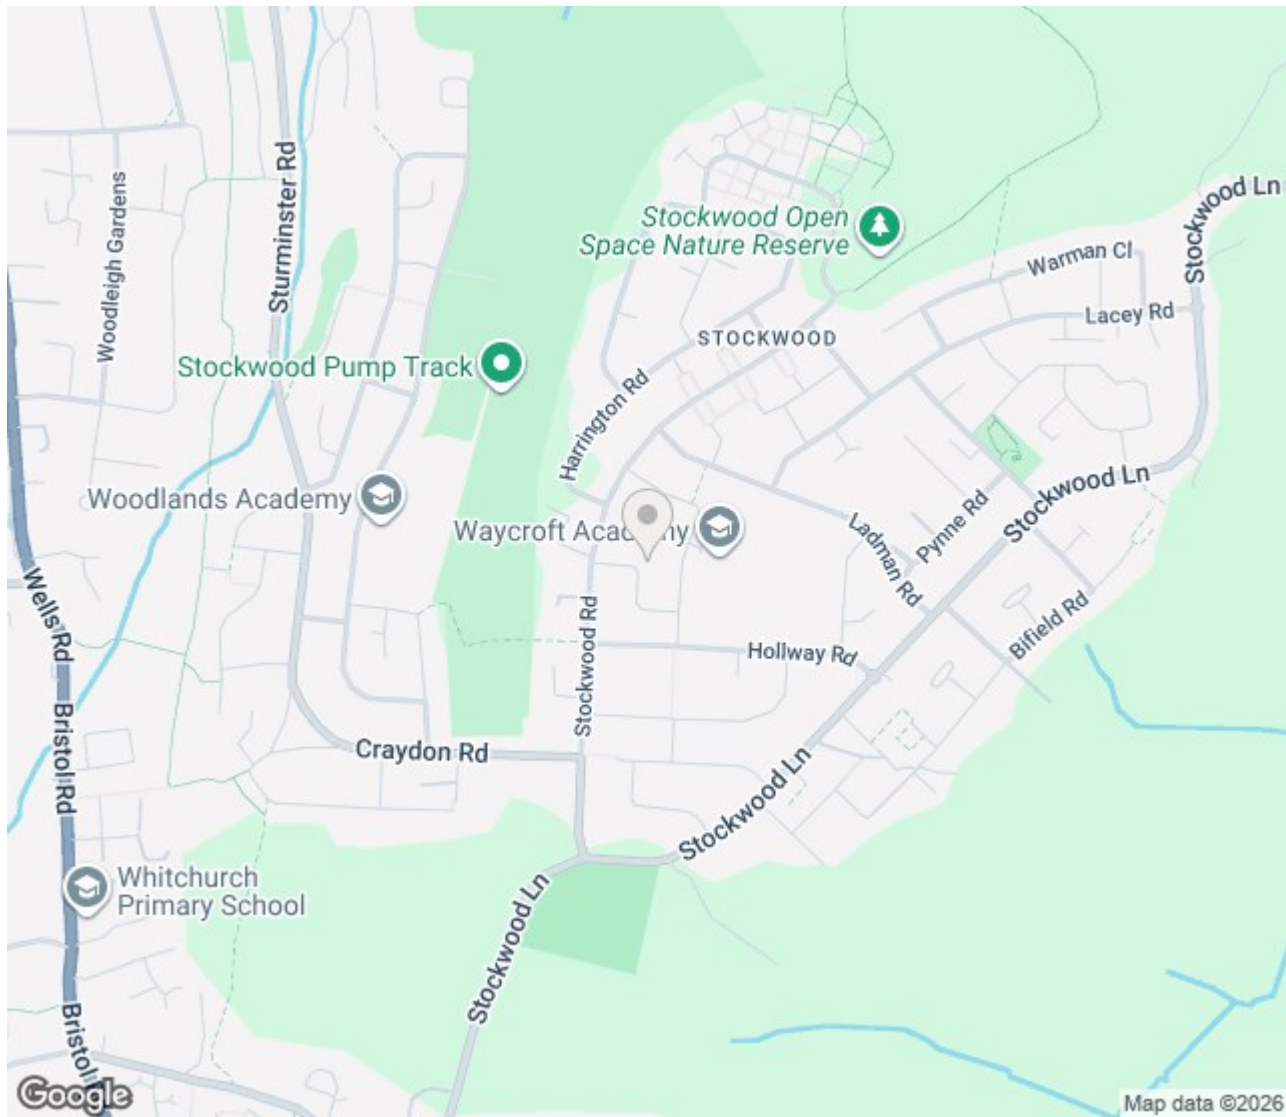 Stockwood Ln
Sturminster Rd
Woodleigh Gardens
Stockwood Open
Space Nature Reserve
Warman Cl
Stockwood Ln
Lacey Rd
STOCKWOOD
Stockwood Pump Track
Harrington Rd
Woodlands Academy
Waycroft Academy
Stockwood Ln
Pynne Rd
Ladman Rd
Wells Rd
Stockwood Rd
Bifield Rd
Hollway Rd
Bristol Rd
Craydon Rd
Stockwood Ln
Whitchurch
Primary School
Stockwood Ln
Bristol
Google
Map data ©2026